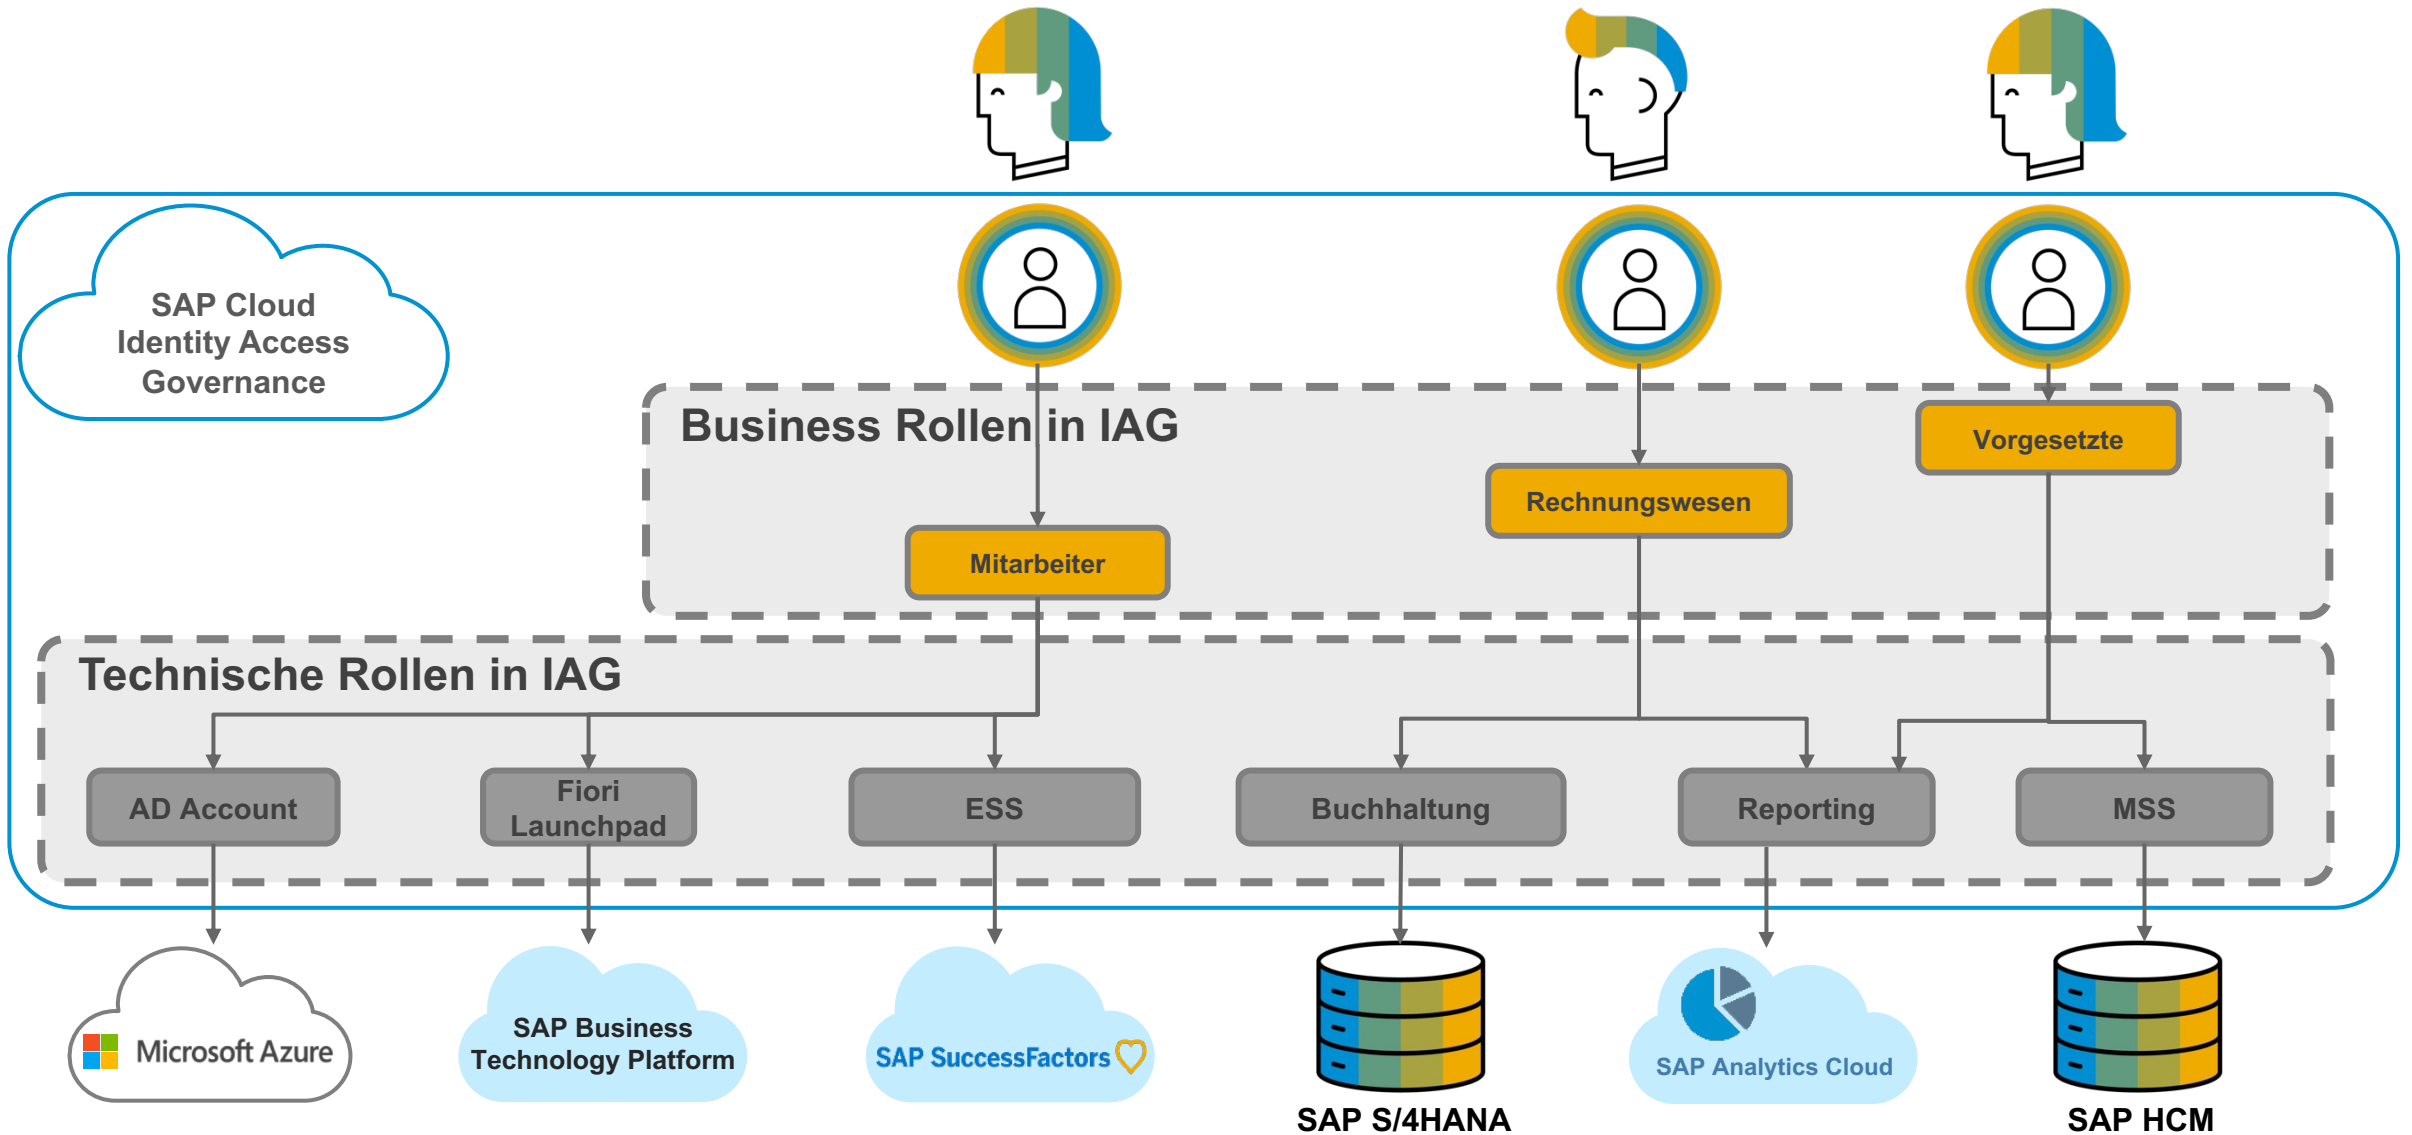 SAP Cloud
Identity Access
Governance
Business Rollen in IAG
Vorgesetzte
Rechnungswesen
Mitarbeiter
Technische Rollen in IAG
AD Account
Fiori
Launchpad
ESS
Buchhaltung
Reporting
MSS
Microsoft Azure
SAP Business
Technology Platform
SAP SuccessFactors
SAP S/4HANA
SAP Analytics Cloud
SAP HCM